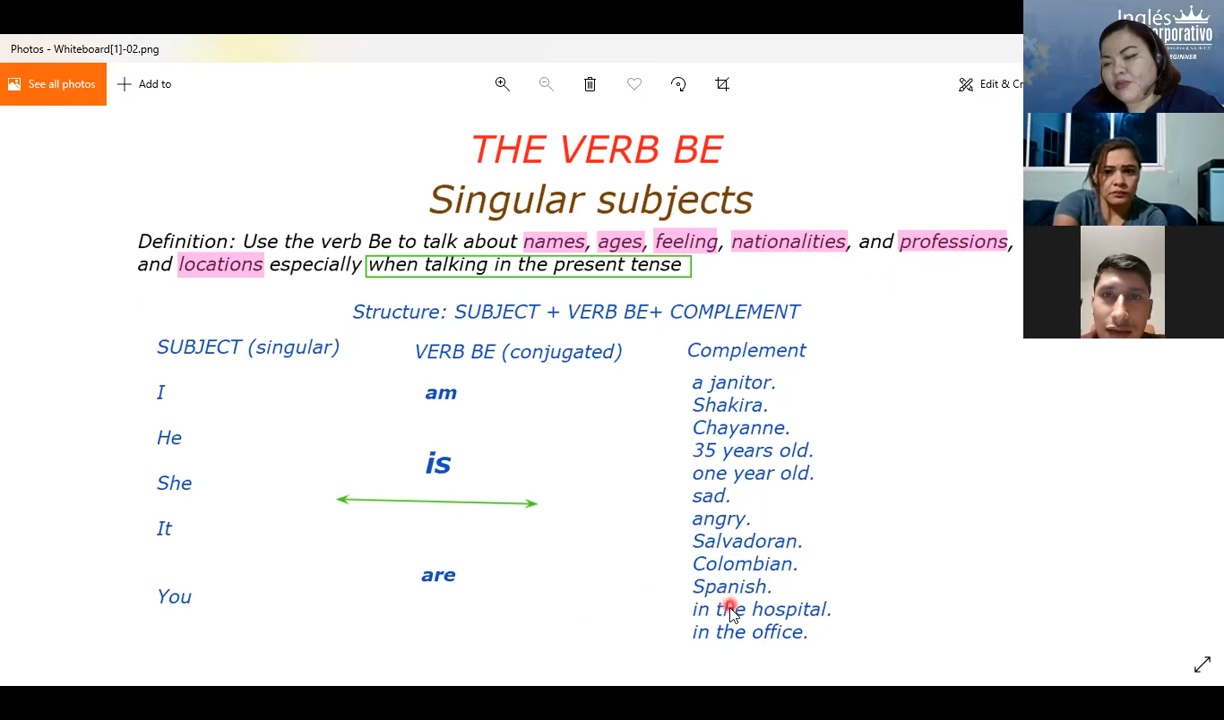 Photos - Whiteboard[1]-02.png
See all photos
Add to
Edit & Cr
Inglés
orporativo
GINNER
THE VERB BE
Singular subjects
Definition: Use the verb Be to talk about names, ages, feeling, nationalities, and professions,
and locations especially when talking in the present tense
Structure: SUBJECT + VERB BE+ COMPLEMENT
SUBJECT (singular) VERB BE (conjugated) Complement
I am a janitor.
Shakira.
Chayanne.
He
35 years old.
is
one year old.
She
sad.
angry.
It
Salvadoran.
Colombian.
are
Spanish.
You
in the hospital.
in the office.